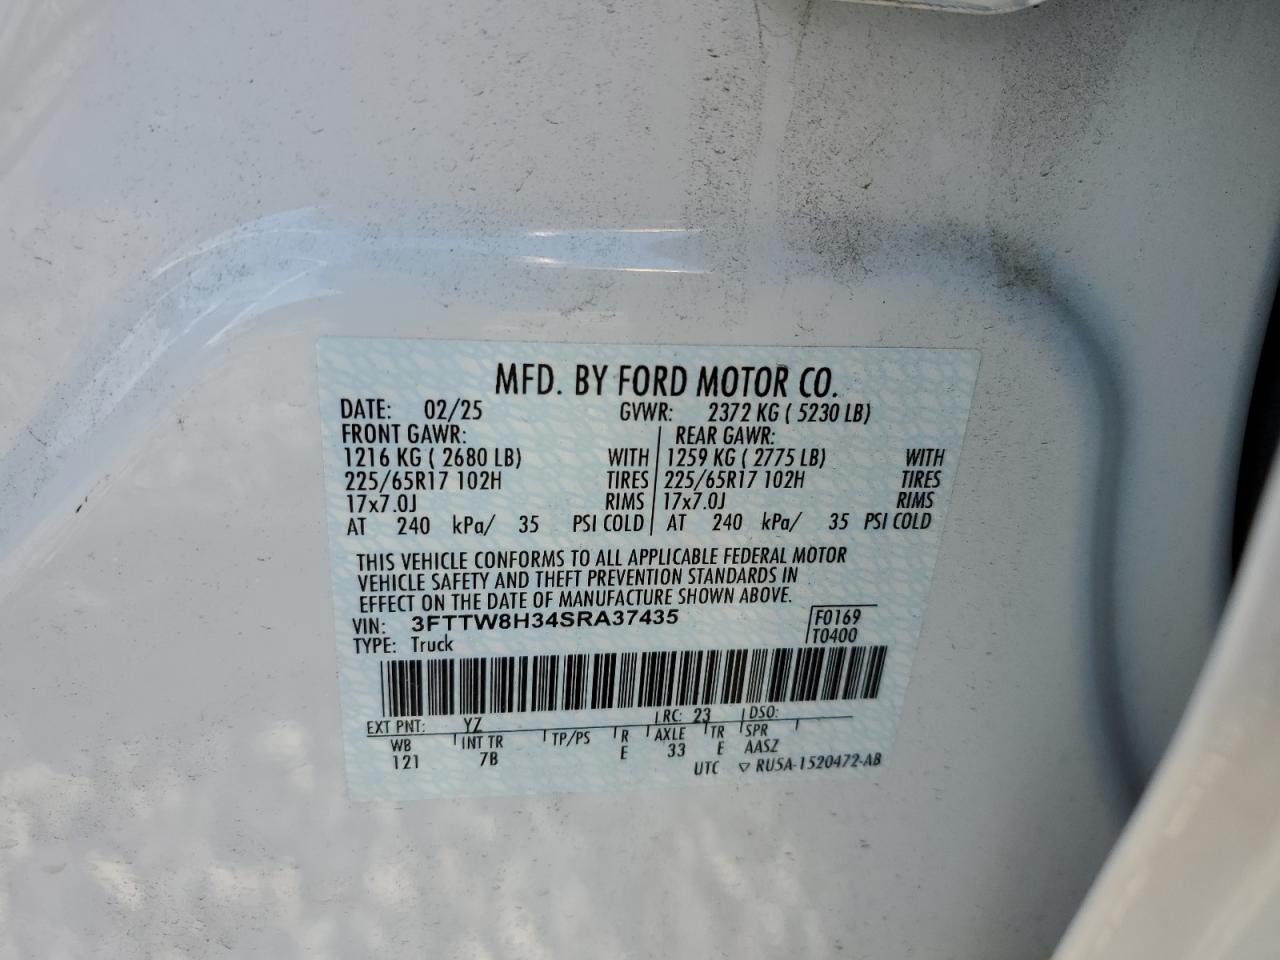 MFD. BY FORD MOTOR CO.
DATE: 02/25 GVWR: 2372 KG ( 5230 LB)
FRONT GAWR: REAR GAWR:
1216 KG ( 2680 LB) WITH 1259 KG ( 2775 LB) WITH
225/65R17 102H TIRES 225/65R17 102H TIRES
17x7.0J RIMS 17x7.0J RIMS
AT 240 kPa/ 35 PSI COLD AT 240 kPa/ 35 PSI COLD
THIS VEHICLE CONFORMS TO ALL APPLICABLE FEDERAL MOTOR
VEHICLE SAFETY AND THEFT PREVENTION STANDARDS IN
EFFECT ON THE DATE OF MANUFACTURE SHOWN ABOVE.
VIN: 3FTTW8H34SRA37435 F0169
TYPE: Truck T0400
EXT PNT: YZ RC: 23 DSO:
WB INT TR TP/PS R AXLE TR SPR
121 7B E 33 E AASZ
UTC ▽ RU5A-1520472-AB